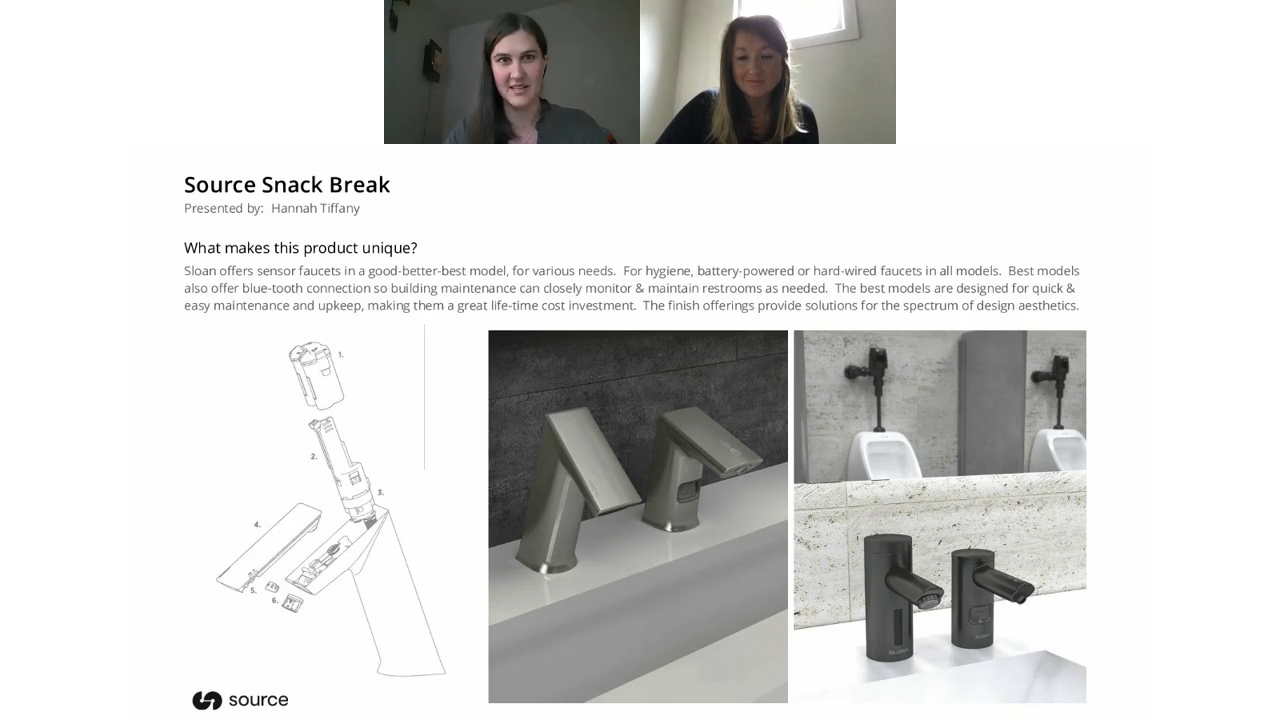 Source Snack Break
Presented by: Hannah Tiffany
What makes this product unique?
Sloan offers sensor faucets in a good-better-best model, for various needs. For hygiene, battery-powered or hard-wired faucets in all models. Best models
also offer blue-tooth connection so building maintenance can closely monitor & maintain restrooms as needed. The best models are designed for quick &
easy maintenance and upkeep, making them a great life-time cost investment. The finish offerings provide solutions for the spectrum of design aesthetics.
1.
2.
3.
4.
5.
6.
SLOAN
SLOAN
source